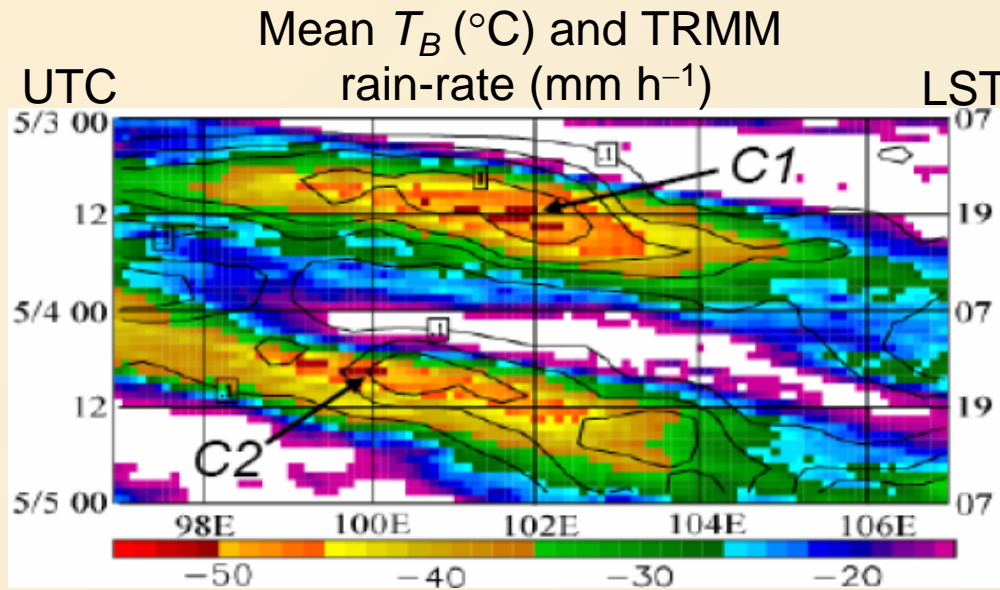 Mean T_B (°C) and TRMM
UTC rain-rate (mm h⁻¹) LST
5/3 00 07
.1
C1
12 19
5/4 00 07
.1
12 19
.1
C2
5/5 00 07
98E 100E 102E 104E 106E
−50 −40 −30 −20